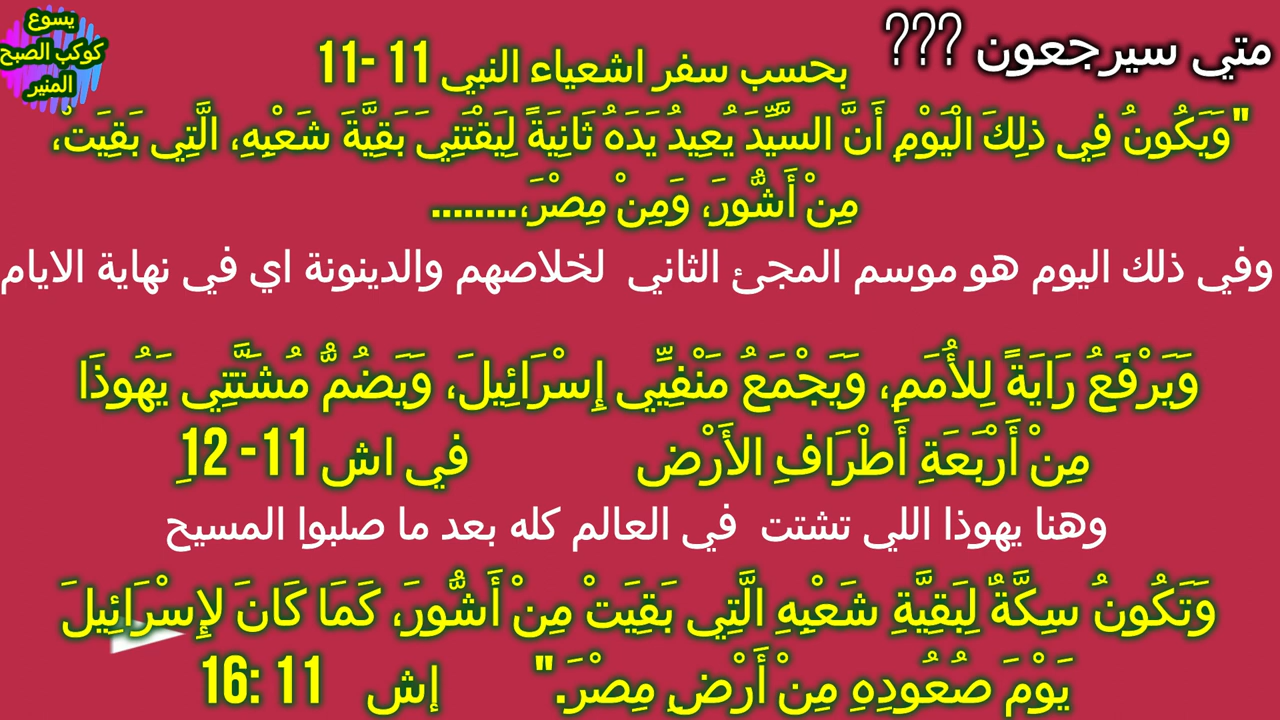 يسوع
كوكب الصبح
المنير
متي سيرجعون ???
بحسب سفر اشعياء النبي 11 -11
"وَيَكُونُ فِي ذلِكَ الْيَوْمِ أَنَّ السَّيِّدَ يُعِيدُ يَدَهُ ثَانِيَةً لِيَقْتَنِيَ بَقِيَّةَ شَعْبِهِ، الَّتِي بَقِيَتْ،
مِنْ أَشُّورَ، وَمِنْ مِصْرَ،........
وفي ذلك اليوم هو موسم المجئ الثاني لخلاصهم والدينونة اي في نهاية الايام
وَيَرْفَعُ رَايَةً لِلأُمَمِ، وَيَجْمَعُ مَنْفِيِّي إِسْرَائِيلَ، وَيَضُمُّ مُشَتَّتِي يَهُوذَا
مِنْ أَرْبَعَةِ أَطْرَافِ الأَرْض في اش 11- 12ِ
وهنا يهوذا اللي تشتت في العالم كله بعد ما صلبوا المسيح
وَتَكُونُ سِكَّةٌ لِبَقِيَّةِ شَعْبِهِ الَّتِي بَقِيَتْ مِنْ أَشُّورَ، كَمَا كَانَ لإِسْرَائِيلَ
يَوْمَ صُعُودِهِ مِنْ أَرْضِ مِصْرَ." إش 11 :16